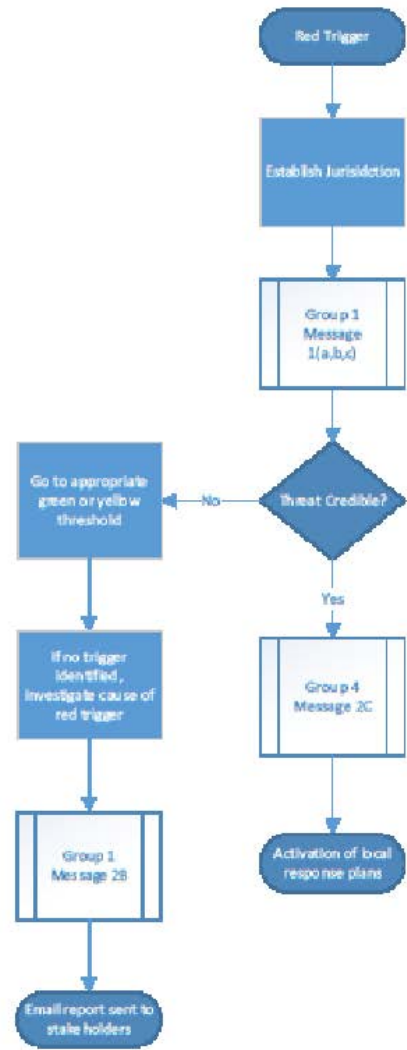 Red Trigger
Establish Jurisidction
Group 1
Message
1(a,b,c)
Threat Credible?
No
Yes
Go to appropriate
green or yellow
threshold
If no trigger
identified,
investigate cause of
red trigger
Group 1
Message 2B
Email report sent to
stake holders
Group 4
Message 2C
Activation of local
response plans